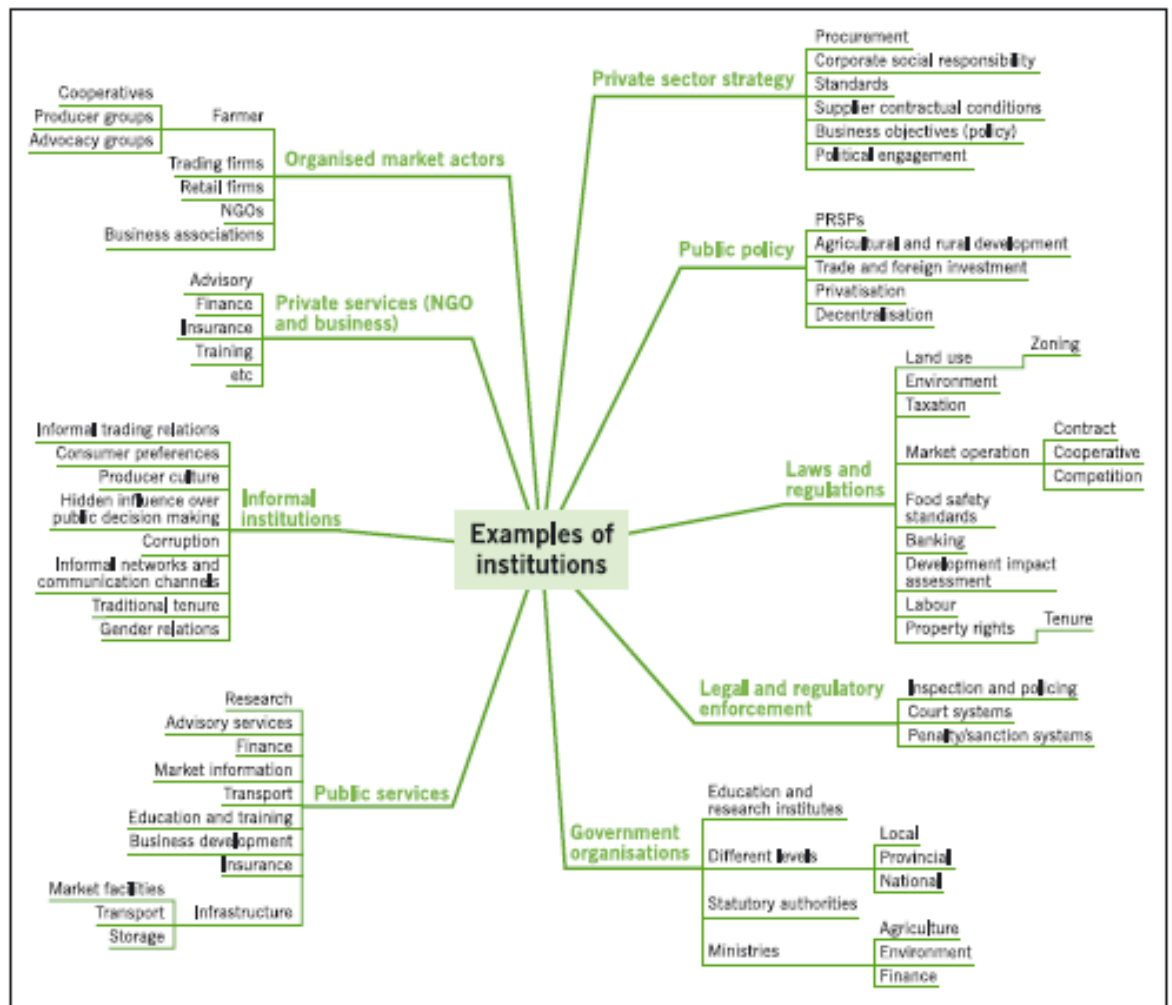 Examples of
institutions
Private sector strategy
Procurement
Corporate social responsibility
Standards
Supplier contractual conditions
Business objectives (policy)
Political engagement
Public policy
PRSPs
Agricultural and rural development
Trade and foreign investment
Privatisation
Decentralisation
Laws and
regulations
Land use
Zoning
Environment
Taxation
Market operation
Contract
Cooperative
Competition
Food safety
standards
Banking
Development impact
assessment
Labour
Property rights
Tenure
Legal and regulatory
enforcement
Inspection and policing
Court systems
Penalty/sanction systems
Government
organisations
Education and
research institutes
Different levels
Local
Provincial
National
Statutory authorities
Ministries
Agriculture
Environment
Finance
Organised market actors
Farmer
Cooperatives
Producer groups
Advocacy groups
Trading firms
Retail firms
NGOs
Business associations
Private services (NGO
and business)
Advisory
Finance
Insurance
Training
etc
Informal
institutions
Informal trading relations
Consumer preferences
Producer culture
Hidden influence over
public decision making
Corruption
Informal networks and
communication channels
Traditional tenure
Gender relations
Public services
Research
Advisory services
Finance
Market information
Transport
Education and training
Business development
Insurance
Infrastructure
Market facilities
Transport
Storage